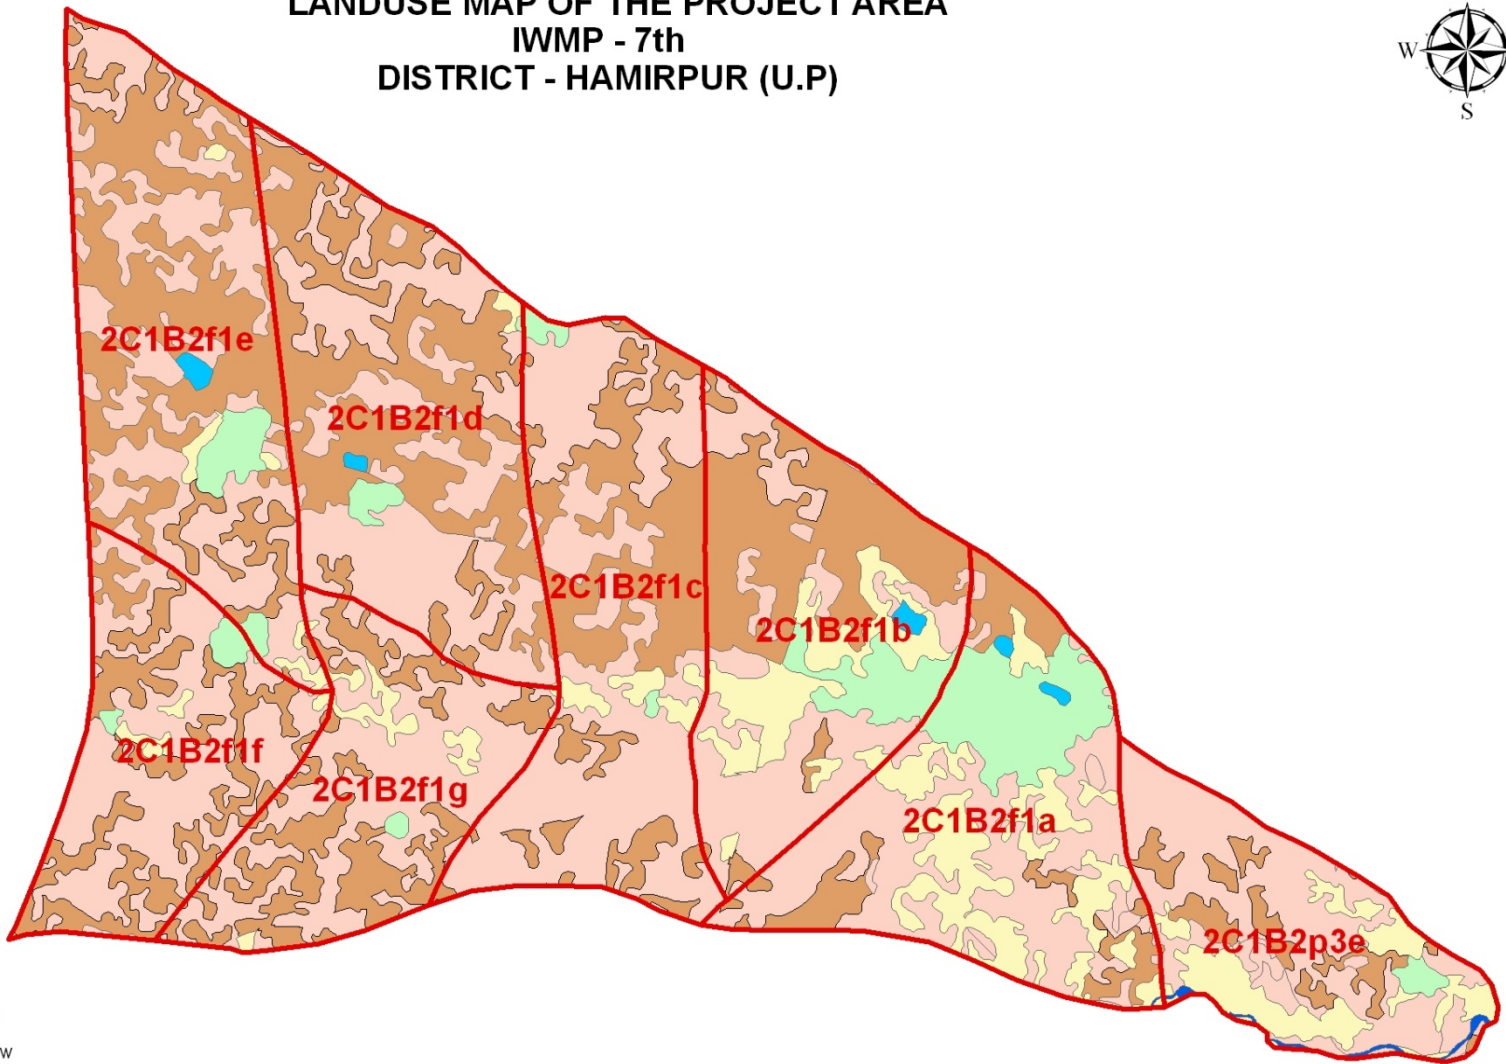 LANDUSE MAP OF THE PROJECT AREA
IWMP - 7th
DISTRICT - HAMIRPUR (U.P)
W
S
2C1B2f1e
2C1B2f1d
2C1B2f1c
2C1B2f1b
2C1B2f1f
2C1B2f1g
2C1B2f1a
2C1B2p3e
w